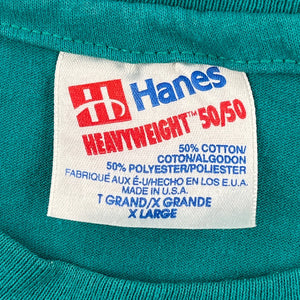 H Hanes
HEAVYWEIGHT™ 50/50
50% COTTON/
COTON/ALGODON
50% POLYESTER/POLIESTER
FABRIQUÉ AUX É-U/HECHO EN LOS E.U.A.
MADE IN U.S.A.
T GRAND/X GRANDE
X LARGE